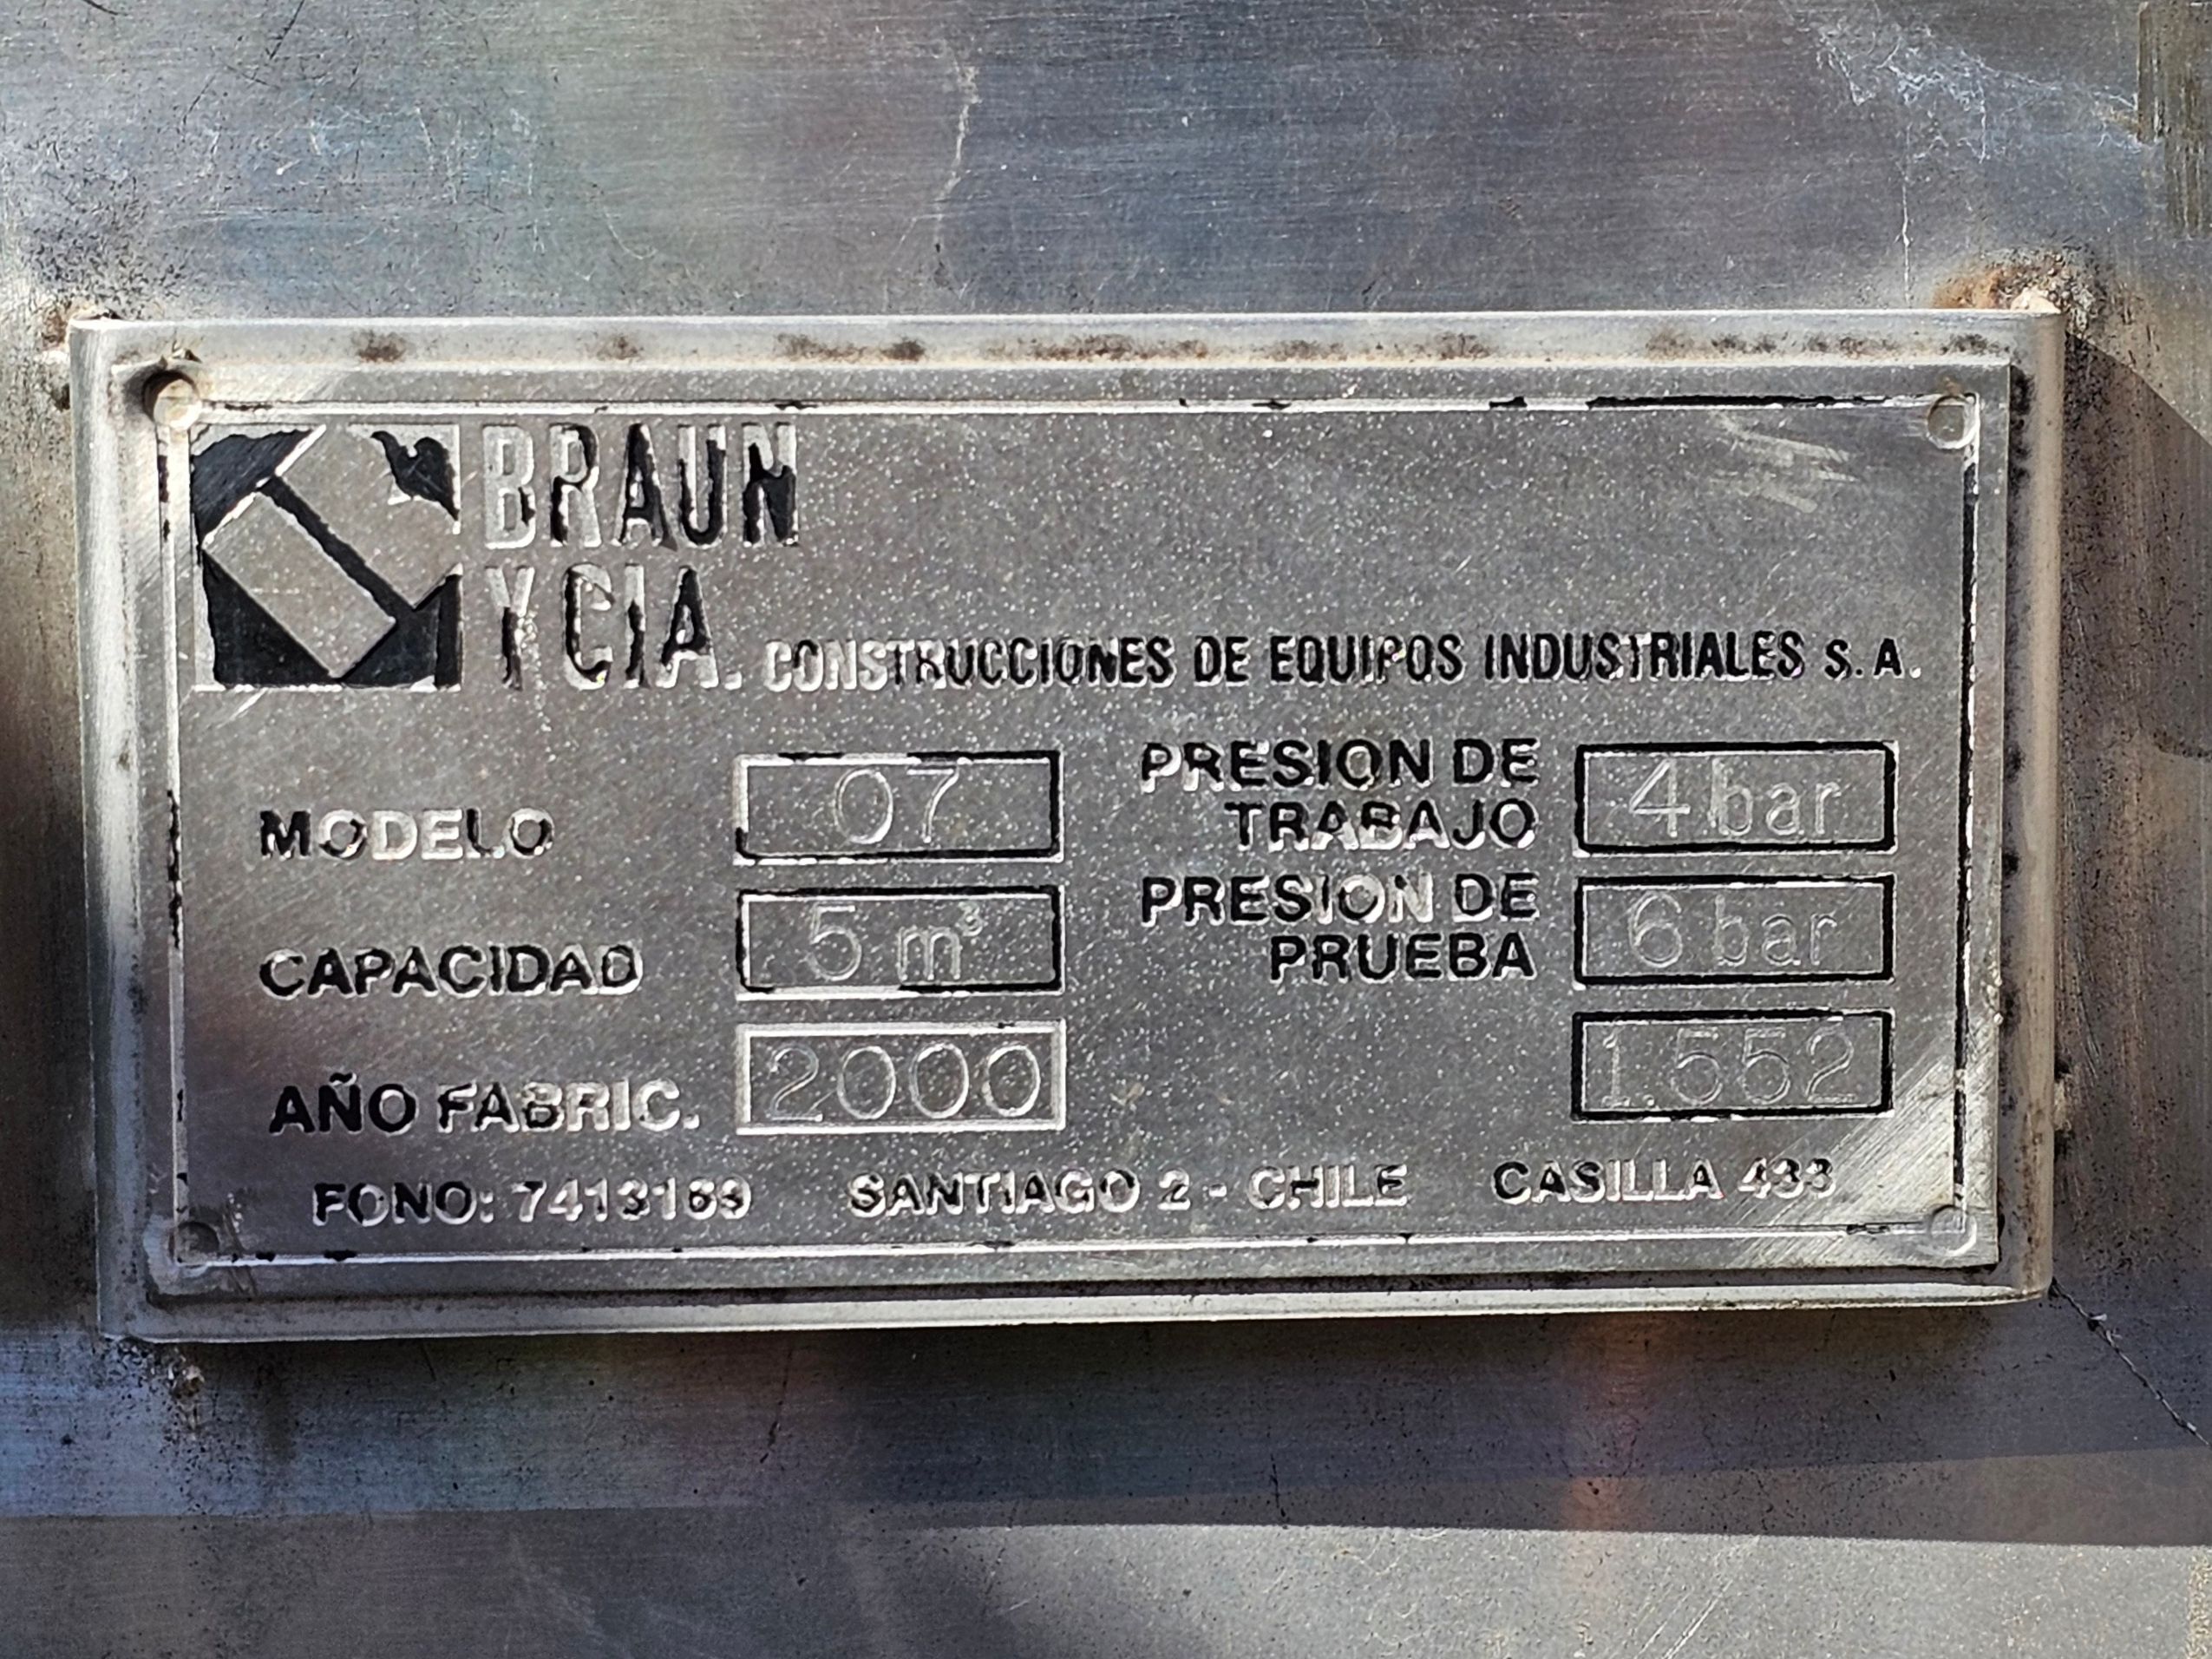 BRAUN
Y CIA. CONSTRUCCIONES DE EQUIPOS INDUSTRIALES S.A.
MODELO 07
PRESION DE TRABAJO 4 bar
CAPACIDAD 5 m³
PRESION DE PRUEBA 6 bar
AÑO FABRIC. 2000
1.552
FONO: 7413169 SANTIAGO 2 - CHILE CASILLA 433